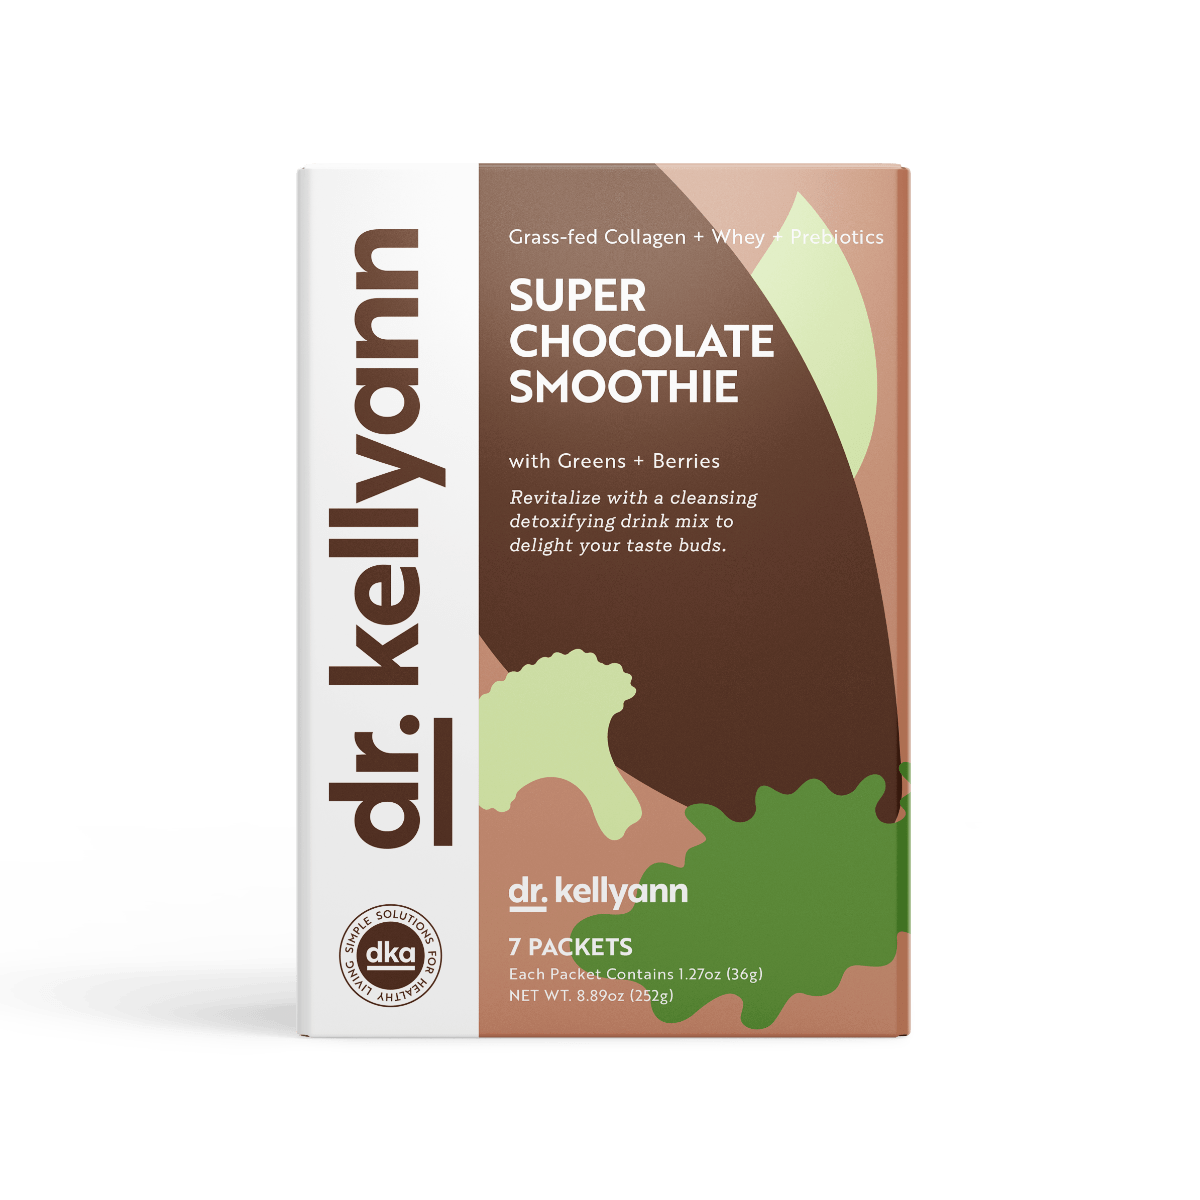 dr. kellyann
SIMPLE SOLUTIONS FOR HEALTHY LIVING
dka
Grass-fed Collagen + Whey + Prebiotics
SUPER
CHOCOLATE
SMOOTHIE
with Greens + Berries
Revitalize with a cleansing
detoxifying drink mix to
delight your taste buds.
dr. kellyann
7 PACKETS
Each Packet Contains 1.27oz (36g)
NET WT. 8.89oz (252g)